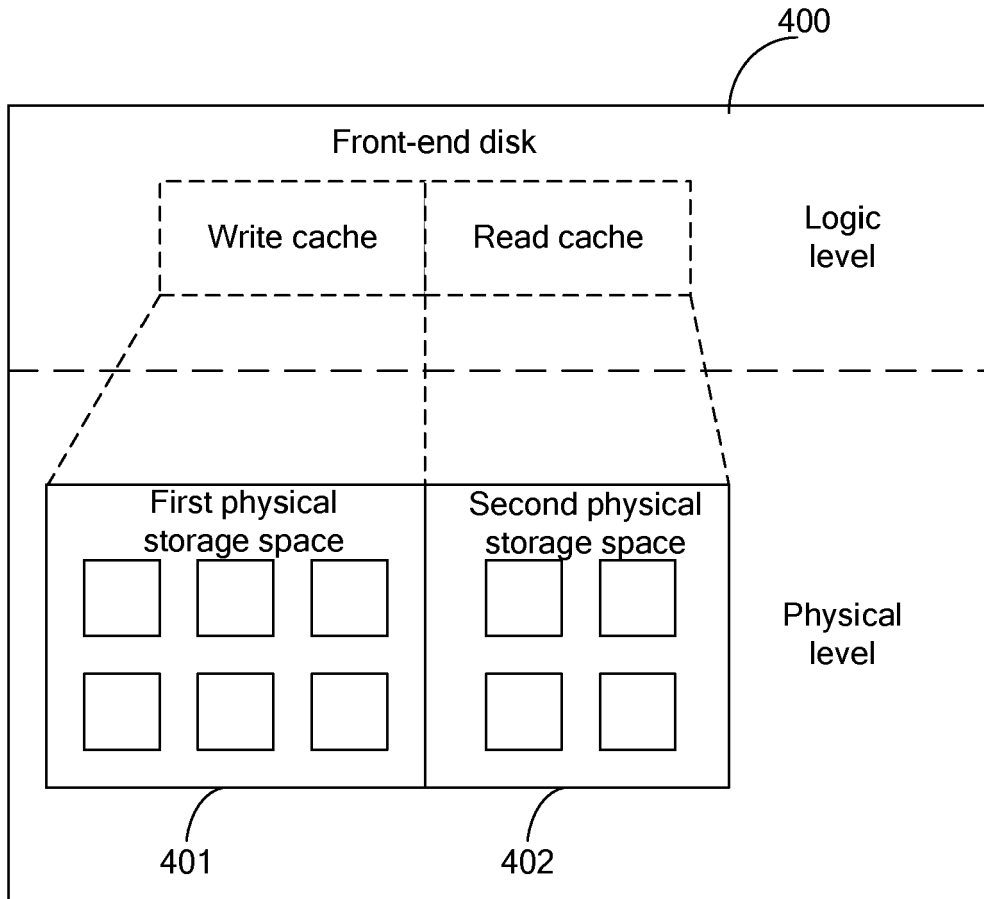 400
Front-end disk
Write cache
Read cache
Logic
level
First physical
storage space
Second physical
storage space
Physical
level
401
402